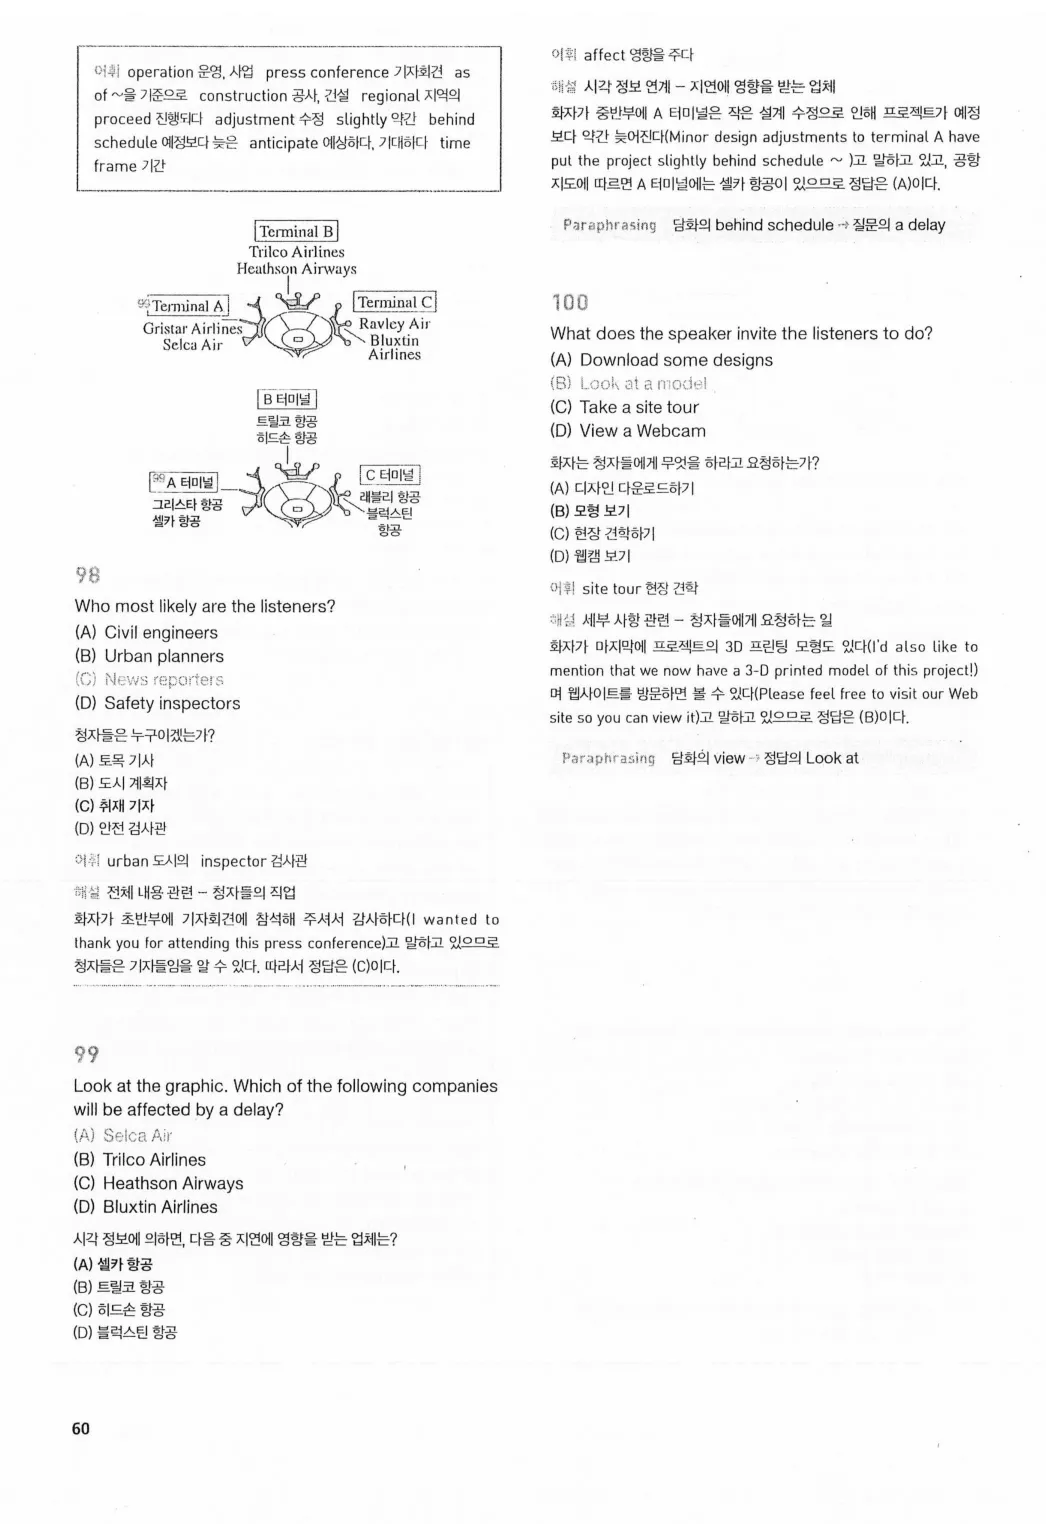 어휘 operation 운영, 사업 press conference 기자회견 as
of ~을 기준으로 construction 공사, 건설 regional 지역의
proceed 진행되다 adjustment 수정 slightly 약간 behind
schedule 예정보다 늦은 anticipate 예상하다, 기대하다 time
frame 기간
Terminal B
Trilco Airlines
Heathson Airways
99 Terminal A
Gristar Airlines
Selca Air
Terminal C
Ravley Air
Bluxtin
Airlines
B 터미널
트릴코 항공
히드손 항공
99 A 터미널
그리스타 항공
셀카 항공
C 터미널
래블리 항공
블럭스틴
항공
98
Who most likely are the listeners?
(A) Civil engineers
(B) Urban planners
(C) News reporters
(D) Safety inspectors
청자들은 누구이겠는가?
(A) 토목 기사
(B) 도시 계획자
(C) 취재 기자
(D) 안전 검사관
어휘 urban 도시의 inspector 검사관
해설 전체 내용 관련 – 청자들의 직업
화자가 초반부에 기자회견에 참석해 주셔서 감사하다(I wanted to
thank you for attending this press conference)고 말하고 있으므로
청자들은 기자들임을 알 수 있다. 따라서 정답은 (C)이다.
99
Look at the graphic. Which of the following companies
will be affected by a delay?
(A) Selca Air
(B) Trilco Airlines
(C) Heathson Airways
(D) Bluxtin Airlines
시각 정보에 의하면, 다음 중 지연에 영향을 받는 업체는?
(A) 셀카 항공
(B) 트릴코 항공
(C) 히드손 항공
(D) 블럭스틴 항공
60
어휘 affect 영향을 주다
해설 시각 정보 연계 – 지연에 영향을 받는 업체
화자가 중반부에 A 터미널은 작은 설계 수정으로 인해 프로젝트가 예정
보다 약간 늦어진다(Minor design adjustments to terminal A have
put the project slightly behind schedule ~ )고 말하고 있고, 공항
지도에 따르면 A 터미널에는 셀카 항공이 있으므로 정답은 (A)이다.
Paraphrasing 담화의 behind schedule → 질문의 a delay
100
What does the speaker invite the listeners to do?
(A) Download some designs
(B) Look at a model
(C) Take a site tour
(D) View a Webcam
화자는 청자들에게 무엇을 하라고 요청하는가?
(A) 디자인 다운로드하기
(B) 모형 보기
(C) 현장 견학하기
(D) 웹캠 보기
어휘 site tour 현장 견학
해설 세부 사항 관련 – 청자들에게 요청하는 일
화자가 마지막에 프로젝트의 3D 프린팅 모형도 있다(I'd also like to
mention that we now have a 3-D printed model of this project!)
며 웹사이트를 방문하면 볼 수 있다(Please feel free to visit our Web
site so you can view it)고 말하고 있으므로 정답은 (B)이다.
Paraphrasing 담화의 view → 정답의 Look at